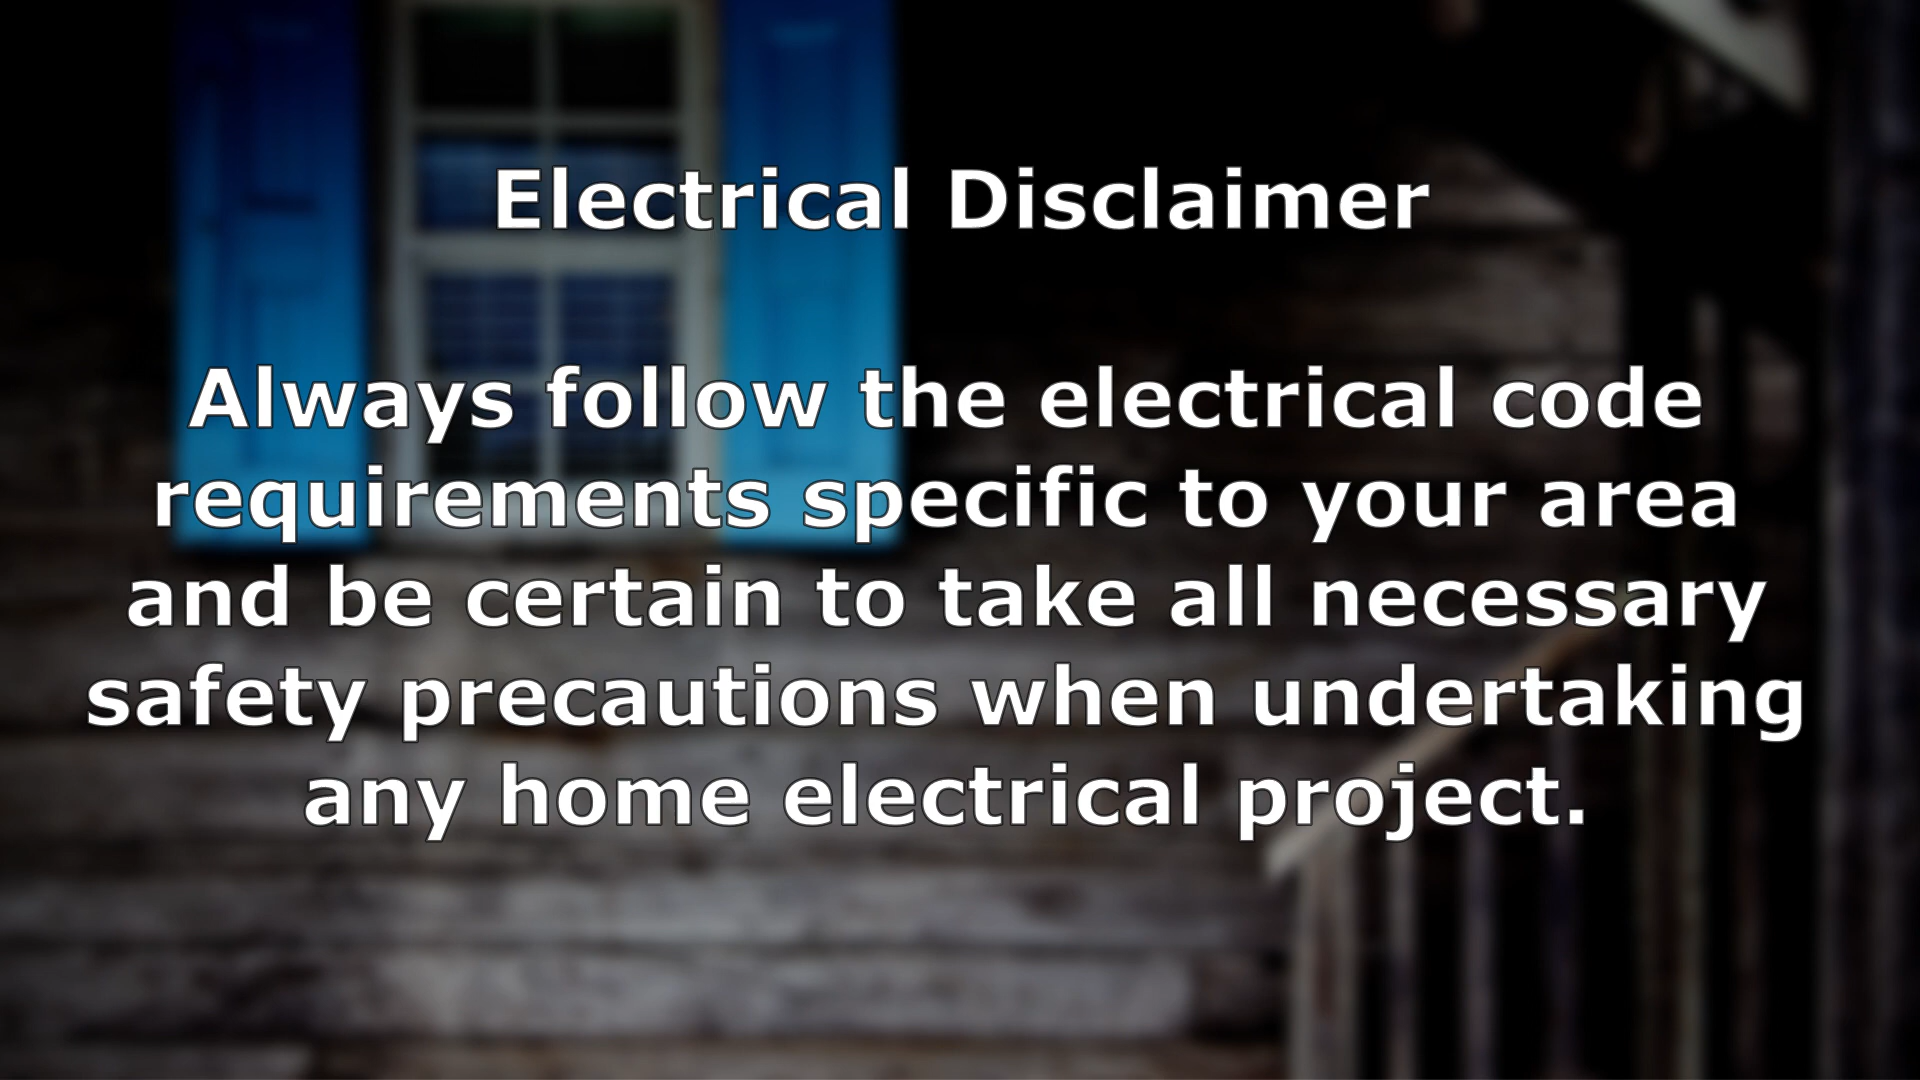 Electrical Disclaimer
Always follow the electrical code
requirements specific to your area
and be certain to take all necessary
safety precautions when undertaking
any home electrical project.